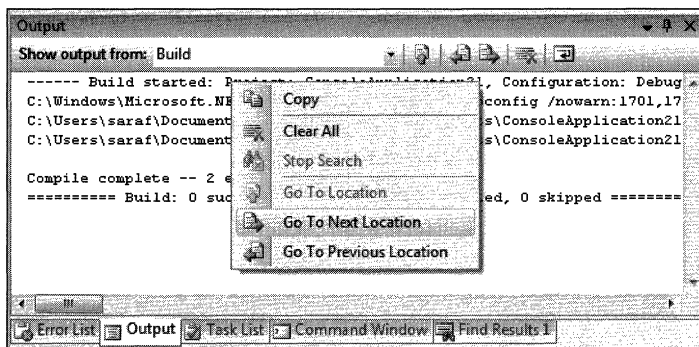 Output
Show output from: Build
------ Build started: Project: ConsoleApplication21, Configuration: Debug
C:\Windows\Microsoft.NE config /nowarn:1701,17
C:\Users\saraf\Document s\ConsoleApplication21
C:\Users\saraf\Document s\ConsoleApplication21
Compile complete -- 2 e
========== Build: 0 suc ed, 0 skipped ========
Copy
Clear All
Stop Search
Go To Location
Go To Next Location
Go To Previous Location
Error List Output Task List Command Window Find Results 1